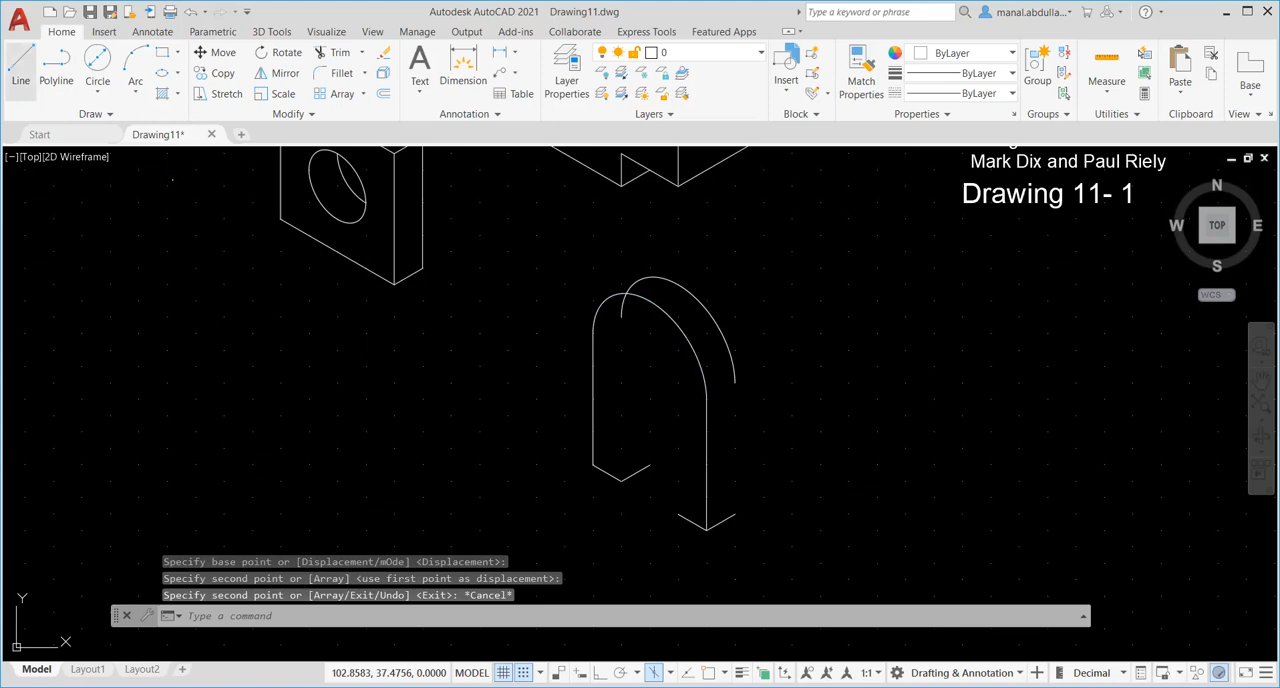 Autodesk AutoCAD 2021 Drawing11.dwg
Type a keyword or phrase
manal.abdulla...
Home Insert Annotate Parametric 3D Tools Visualize View Manage Output Add-ins Collaborate Express Tools Featured Apps
Line Polyline Circle Arc
Move Rotate Trim
Copy Mirror Fillet
Stretch Scale Array
Text Dimension Table
Layer Properties
0
Insert
Match Properties
ByLayer
ByLayer
ByLayer
Group Measure Paste Base
Draw Modify Annotation Layers Block Properties Groups Utilities Clipboard View
Start Drawing11*
[−][Top][2D Wireframe]
Mark Dix and Paul Riely
Drawing 11- 1
N
W TOP E
S
WCS
Specify base point or [Displacement/mOde] <Displacement>:
Specify second point or [Array] <use first point as displacement>:
Specify second point or [Array/Exit/Undo] <Exit>: *Cancel*
Type a command
Y
X
Model Layout1 Layout2
102.8583, 37.4756, 0.0000 MODEL 1:1 Drafting & Annotation Decimal